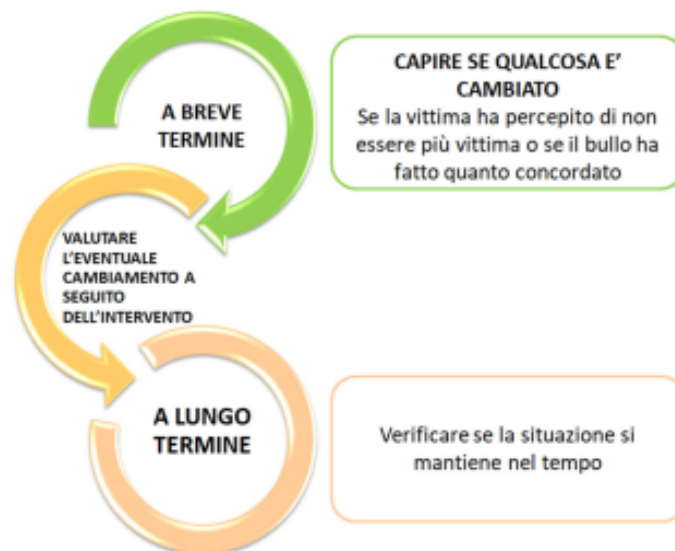 A BREVE
TERMINE
CAPIRE SE QUALCOSA E'
CAMBIATO
Se la vittima ha percepito di non
essere più vittima o se il bullo ha
fatto quanto concordato
VALUTARE
L'EVENTUALE
CAMBIAMENTO A
SEGUITO
DELL'INTERVENTO
A LUNGO
TERMINE
Verificare se la situazione si
mantiene nel tempo